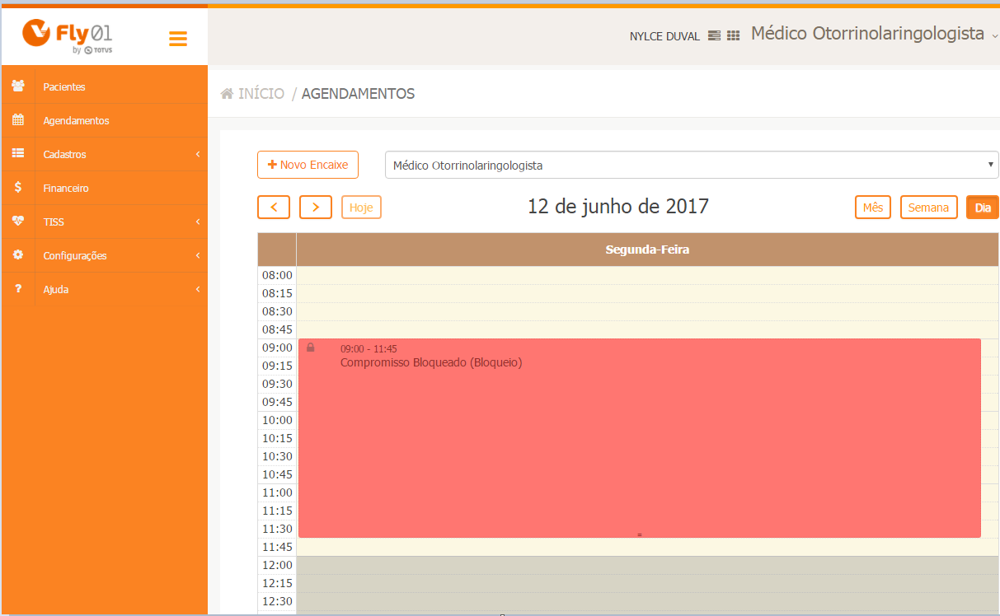 Fly01
by TOTVS
NYLCE DUVAL Médico Otorrinolaringologista
Pacientes
Agendamentos
Cadastros
Financeiro
TISS
Configurações
Ajuda
INÍCIO / AGENDAMENTOS
+ Novo Encaixe
Médico Otorrinolaringologista
< > Hoje
12 de junho de 2017
Mês Semana Dia
Segunda-Feira
08:00
08:15
08:30
08:45
09:00
09:00 - 11:45
Compromisso Bloqueado (Bloqueio)
09:15
09:30
09:45
10:00
10:15
10:30
10:45
11:00
11:15
11:30
11:45
12:00
12:15
12:30